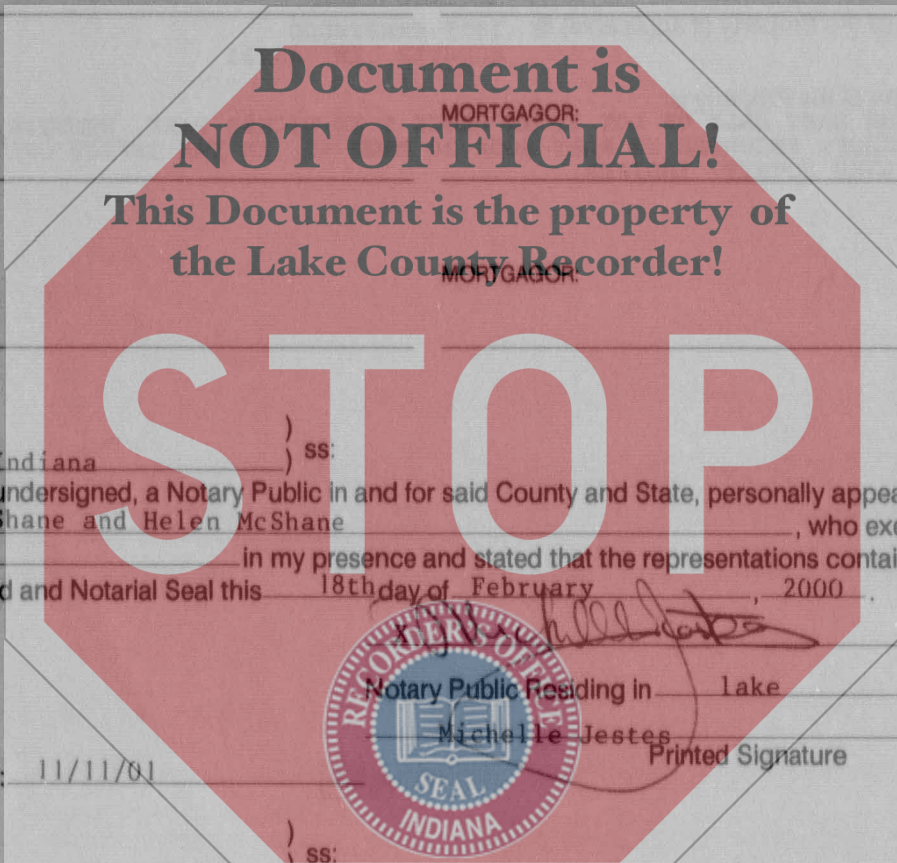 Document is
MORTGAGOR:
NOT OFFICIAL!
This Document is the property of
the Lake County Recorder!
MORTGAGOR:
STOP
)
ndiana ) ss:
undersigned, a Notary Public in and for said County and State, personally appea
Shane and Helen McShane , who exe
in my presence and stated that the representations contai
d and Notarial Seal this 18th day of February , 2000 .
X
Notary Public Residing in lake
Michelle Jestes
Printed Signature
: 11/11/01
RECORDER'S OFFICE
SEAL
INDIANA
)
) ss: